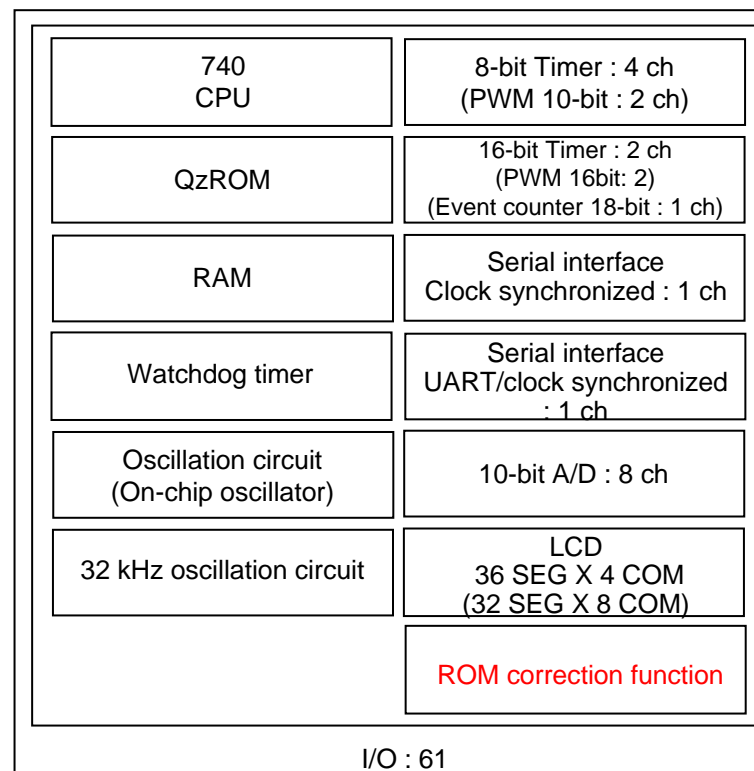 740
CPU
8-bit Timer : 4 ch
(PWM 10-bit : 2 ch)
QzROM
16-bit Timer : 2 ch
(PWM 16bit: 2)
(Event counter 18-bit : 1 ch)
RAM
Serial interface
Clock synchronized : 1 ch
Watchdog timer
Serial interface
UART/clock synchronized
: 1 ch
Oscillation circuit
(On-chip oscillator)
10-bit A/D : 8 ch
32 kHz oscillation circuit
LCD
36 SEG X 4 COM
(32 SEG X 8 COM)
ROM correction function
I/O : 61